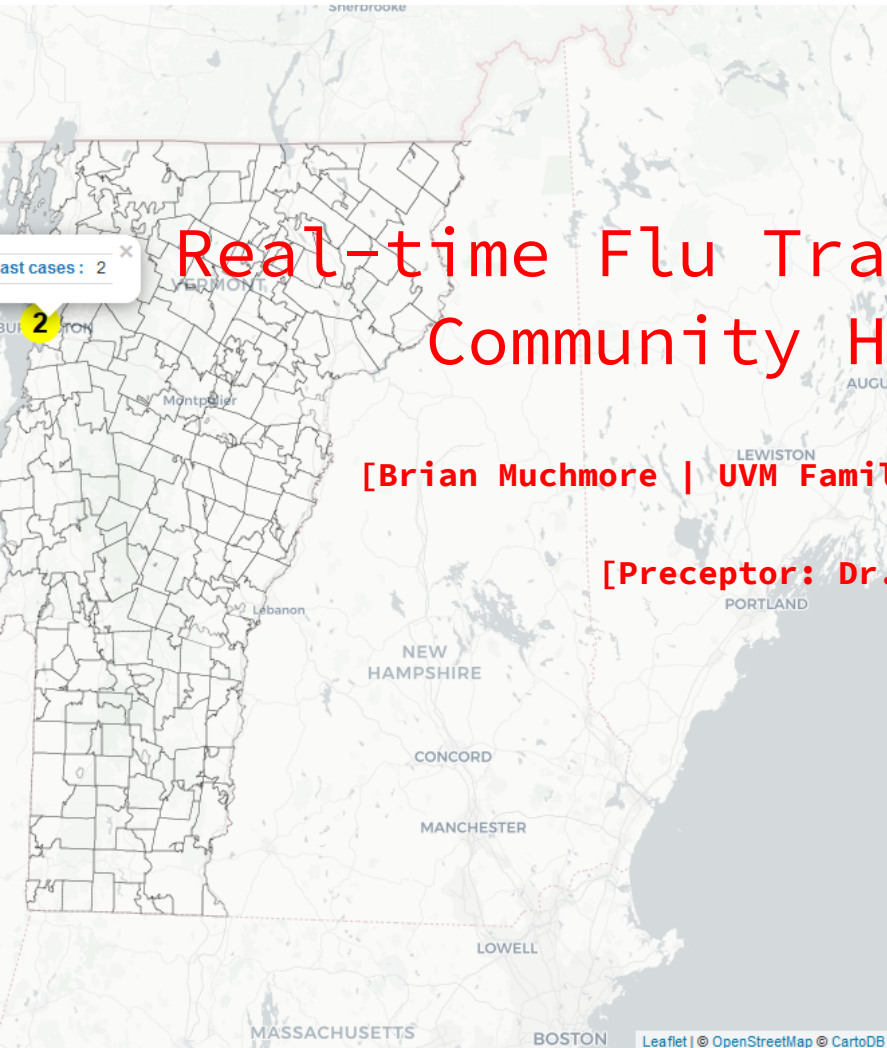 Sherbrooke
Real-time Flu Tra
ast cases : 2
×
VERMONT
2
Community H
Montpelier
AUGU
LEWISTON
[Brian Muchmore | UVM Famil
[Preceptor: Dr.
PORTLAND
Lebanon
NEW
HAMPSHIRE
CONCORD
MANCHESTER
LOWELL
MASSACHUSETTS
BOSTON
Leaflet | © OpenStreetMap © CartoDB